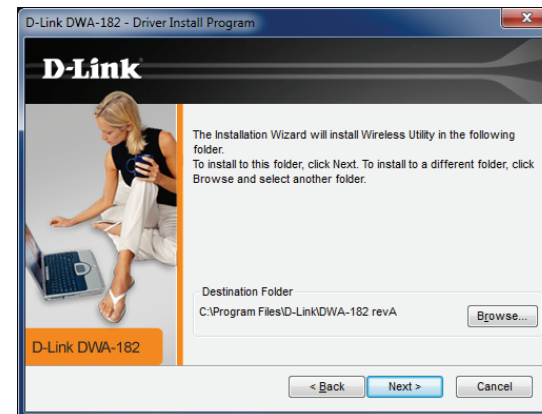 D-Link DWA-182 - Driver Install Program
D-Link
The Installation Wizard will install Wireless Utility in the following
folder.
To install to this folder, click Next. To install to a different folder, click
Browse and select another folder.
Destination Folder
C:\Program Files\D-Link\DWA-182 revA
Browse...
D-Link DWA-182
< Back
Next >
Cancel